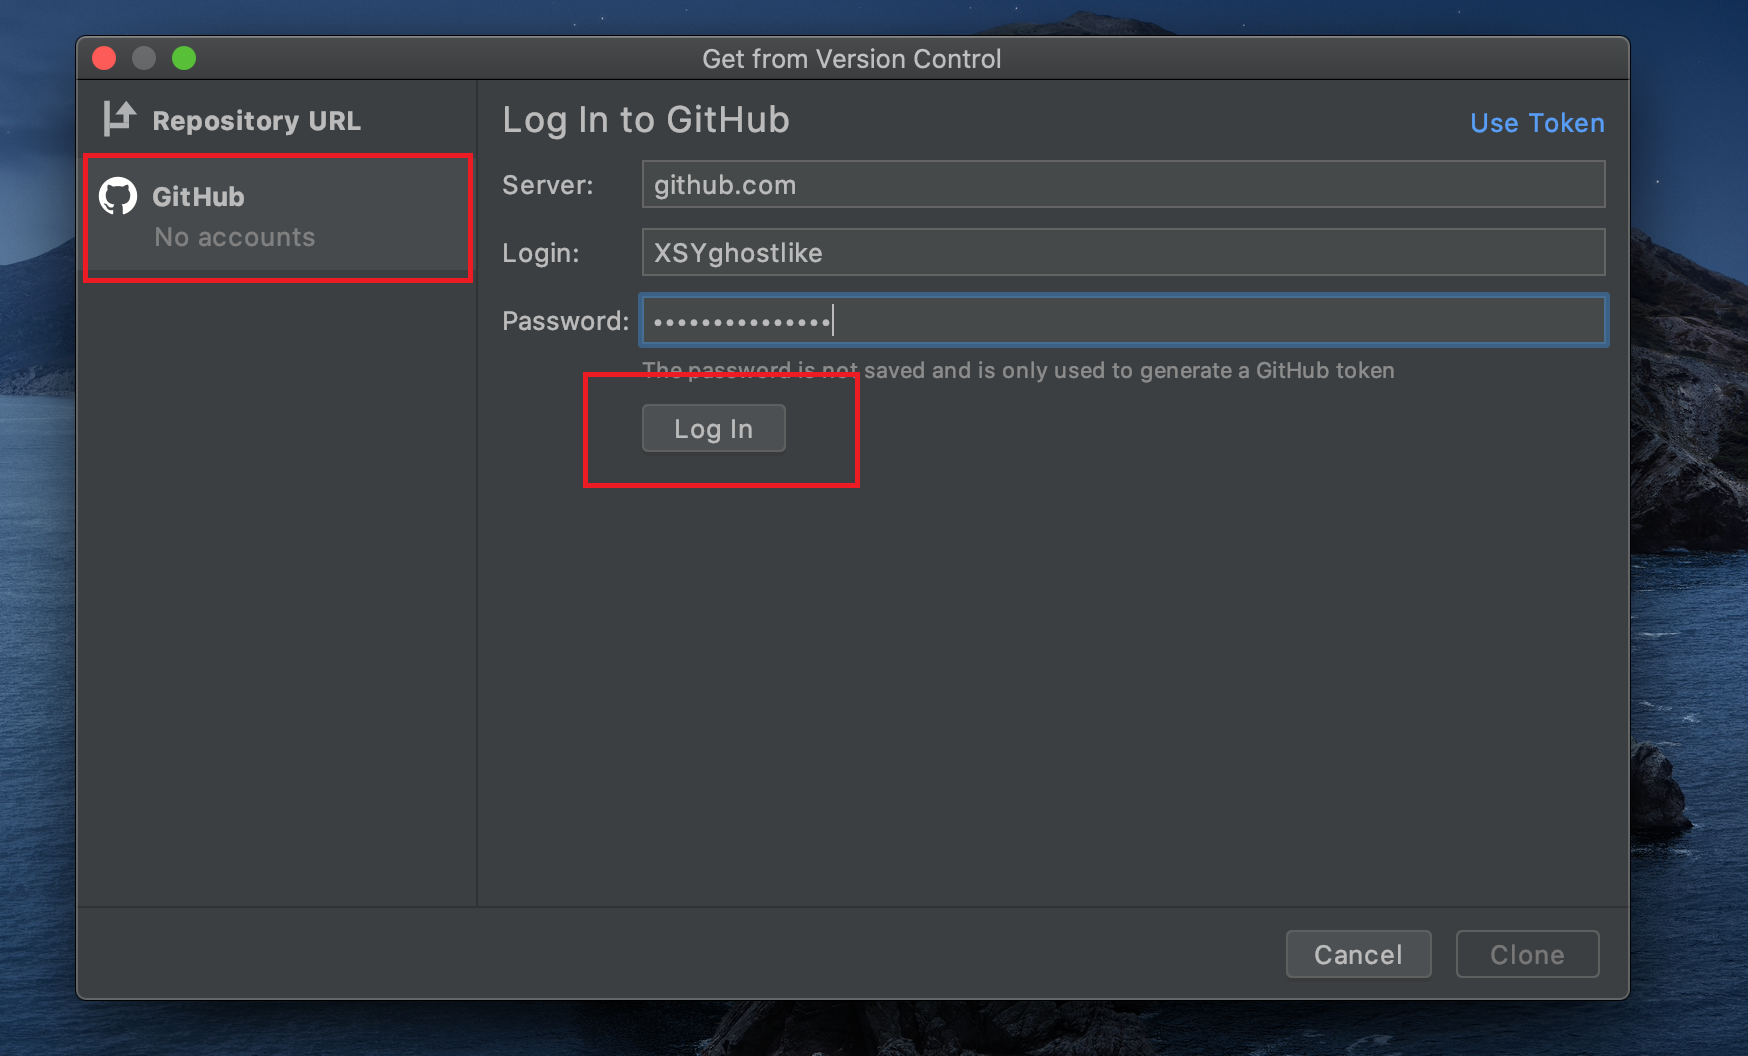 Get from Version Control
Repository URL
GitHub
No accounts
Log In to GitHub
Use Token
Server: github.com
Login: XSYghostlike
Password: •••••••••••••••
The password is not saved and is only used to generate a GitHub token
Log In
Cancel
Clone